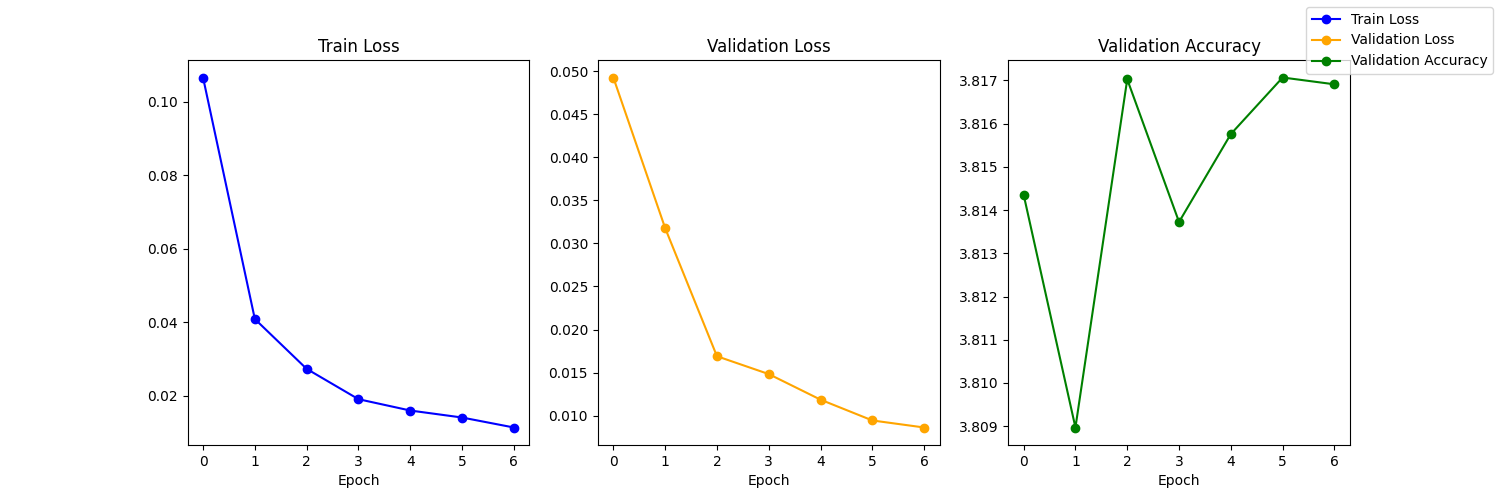 Train Loss
0.10
0.08
0.06
0.04
0.02
0 1 2 3 4 5 6
Epoch
Validation Loss
0.050
0.045
0.040
0.035
0.030
0.025
0.020
0.015
0.010
0 1 2 3 4 5 6
Epoch
Validation Accuracy
3.817
3.816
3.815
3.814
3.813
3.812
3.811
3.810
3.809
0 1 2 3 4 5 6
Epoch
Train Loss
Validation Loss
Validation Accuracy